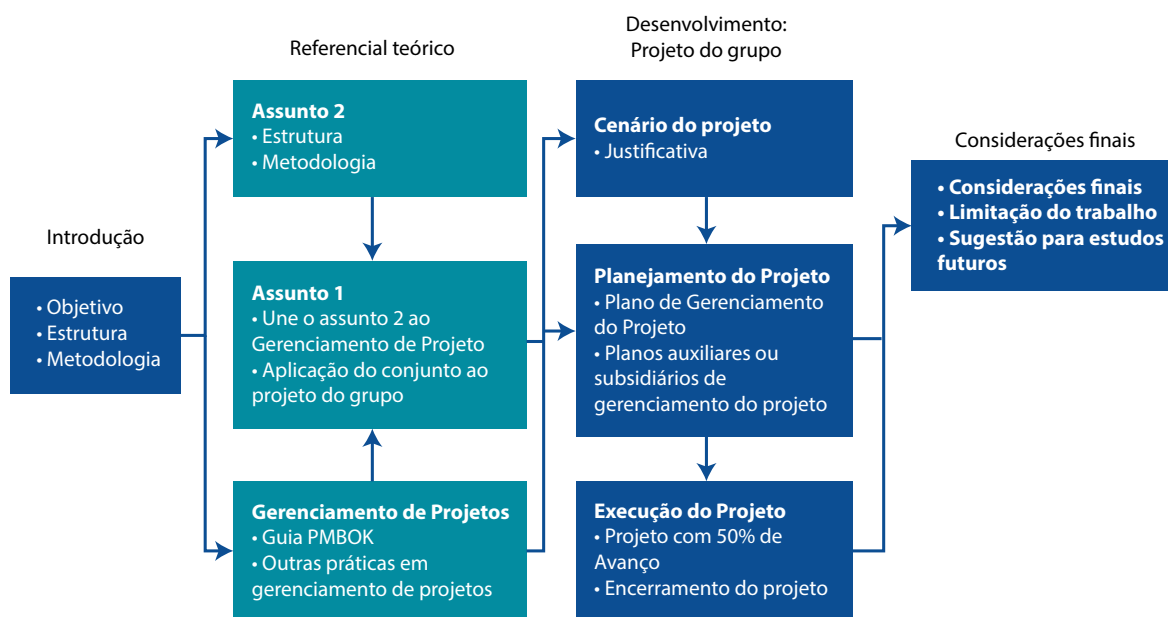 Introdução
• Objetivo
• Estrutura
• Metodologia
Referencial teórico
Assunto 2
• Estrutura
• Metodologia
Assunto 1
• Une o assunto 2 ao
Gerenciamento de Projeto
• Aplicação do conjunto ao
projeto do grupo
Gerenciamento de Projetos
• Guia PMBOK
• Outras práticas em
gerenciamento de projetos
Desenvolvimento:
Projeto do grupo
Cenário do projeto
• Justificativa
Planejamento do Projeto
• Plano de Gerenciamento
do Projeto
• Planos auxiliares ou
subsidiários de
gerenciamento do projeto
Execução do Projeto
• Projeto com 50% de
Avanço
• Encerramento do projeto
Considerações finais
• Considerações finais
• Limitação do trabalho
• Sugestão para estudos
futuros